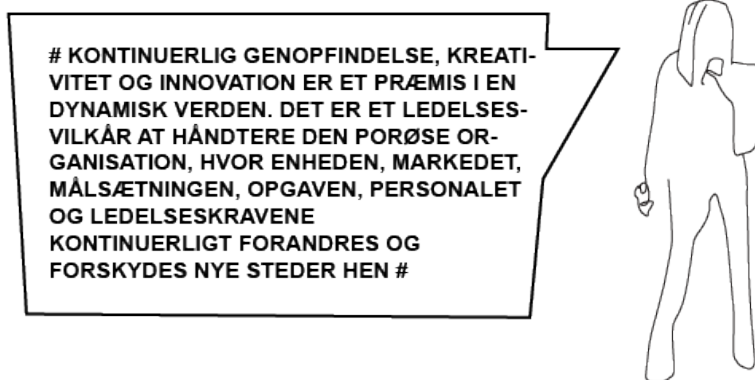 # KONTINUERLIG GENOPFINDELSE, KREATI-
VITET OG INNOVATION ER ET PRÆMIS I EN
DYNAMISK VERDEN. DET ER ET LEDELSES-
VILKÅR AT HÅNDTERE DEN PORØSE OR-
GANISATION, HVOR ENHEDEN, MARKEDET,
MÅLSÆTNINGEN, OPGAVEN, PERSONALET
OG LEDELSESKRAVENE
KONTINUERLIGT FORANDRES OG
FORSKYDES NYE STEDER HEN #